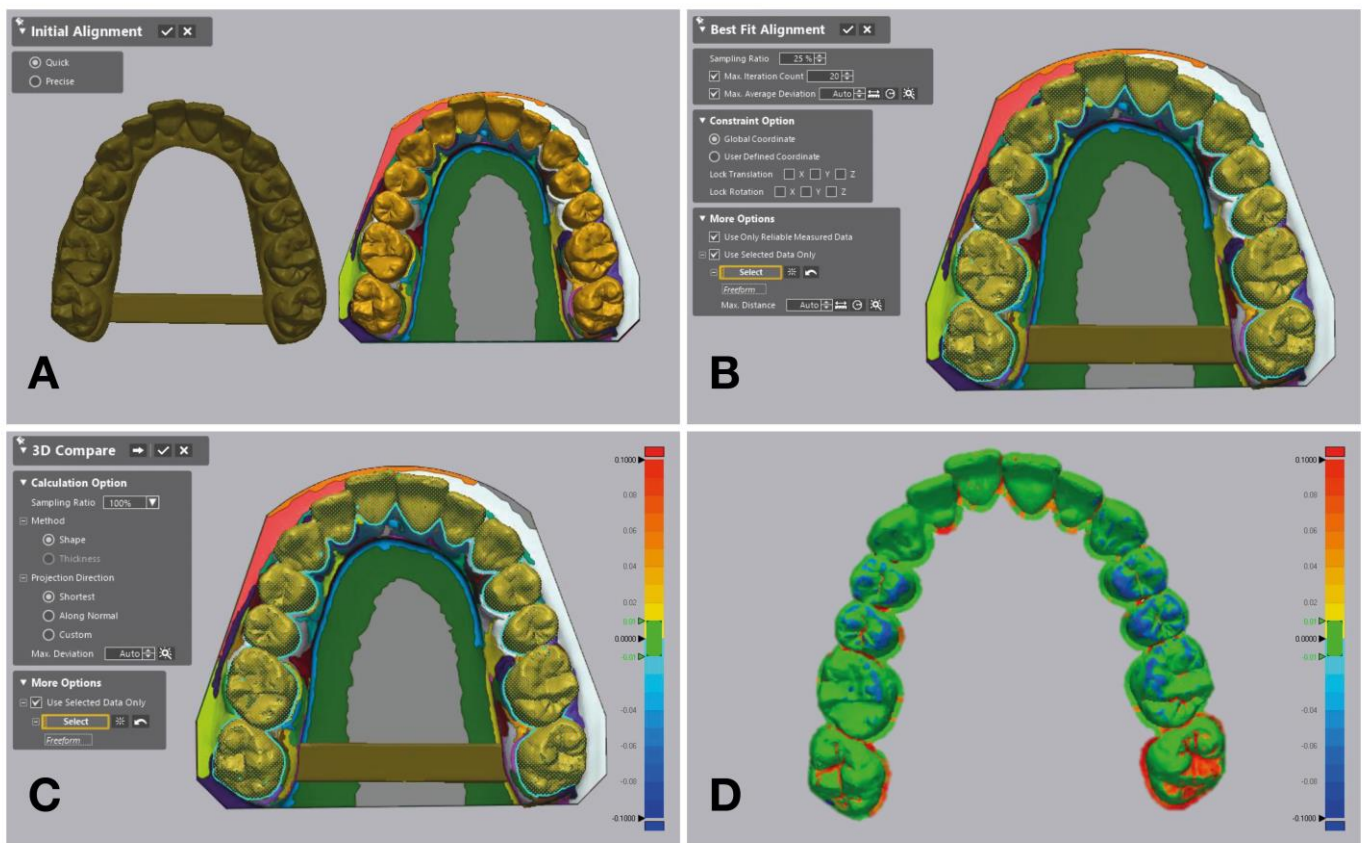 Initial Alignment
Quick
Precise
A
Best Fit Alignment
Sampling Ratio 25 %
Max. Iteration Count 20
Max. Average Deviation Auto
Constraint Option
Global Coordinate
User Defined Coordinate
Lock Translation X Y Z
Lock Rotation X Y Z
More Options
Use Only Reliable Measured Data
Use Selected Data Only
Select
Freeform
Max. Distance Auto
B
3D Compare
Calculation Option
Sampling Ratio 100%
Method
Shape
Thickness
Projection Direction
Shortest
Along Normal
Custom
Max. Deviation Auto
More Options
Use Selected Data Only
Select
Freeform
0.1000
0.08
0.06
0.04
0.02
0.01
0.0000
-0.01
-0.04
-0.06
-0.08
-0.1000
C
0.1000
0.08
0.06
0.04
0.02
0.01
0.0000
-0.01
-0.04
-0.06
-0.08
-0.1000
D